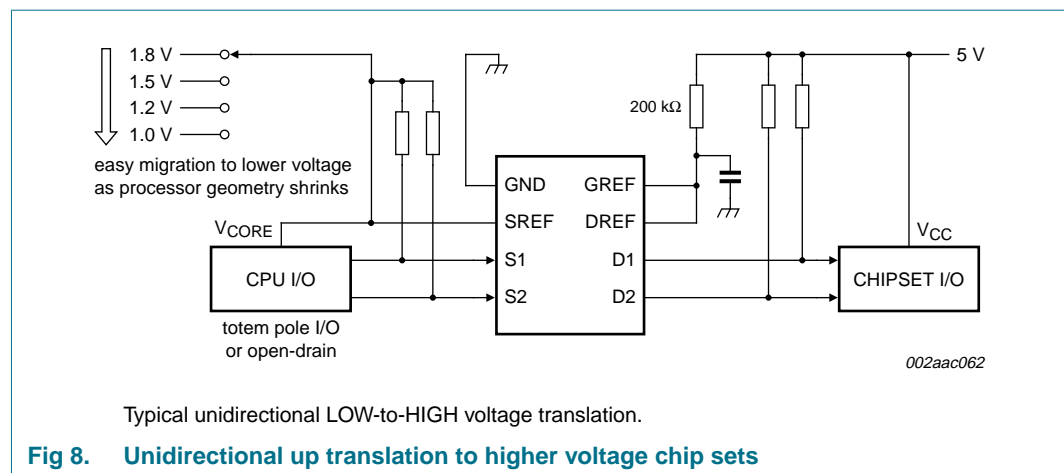 1.8 V
1.5 V
1.2 V
1.0 V
easy migration to lower voltage
as processor geometry shrinks
5 V
200 kΩ
GND
GREF
SREF
DREF
S1
D1
S2
D2
VCORE
CPU I/O
totem pole I/O
or open-drain
VCC
CHIPSET I/O
002aac062
Typical unidirectional LOW-to-HIGH voltage translation.
Fig 8. Unidirectional up translation to higher voltage chip sets